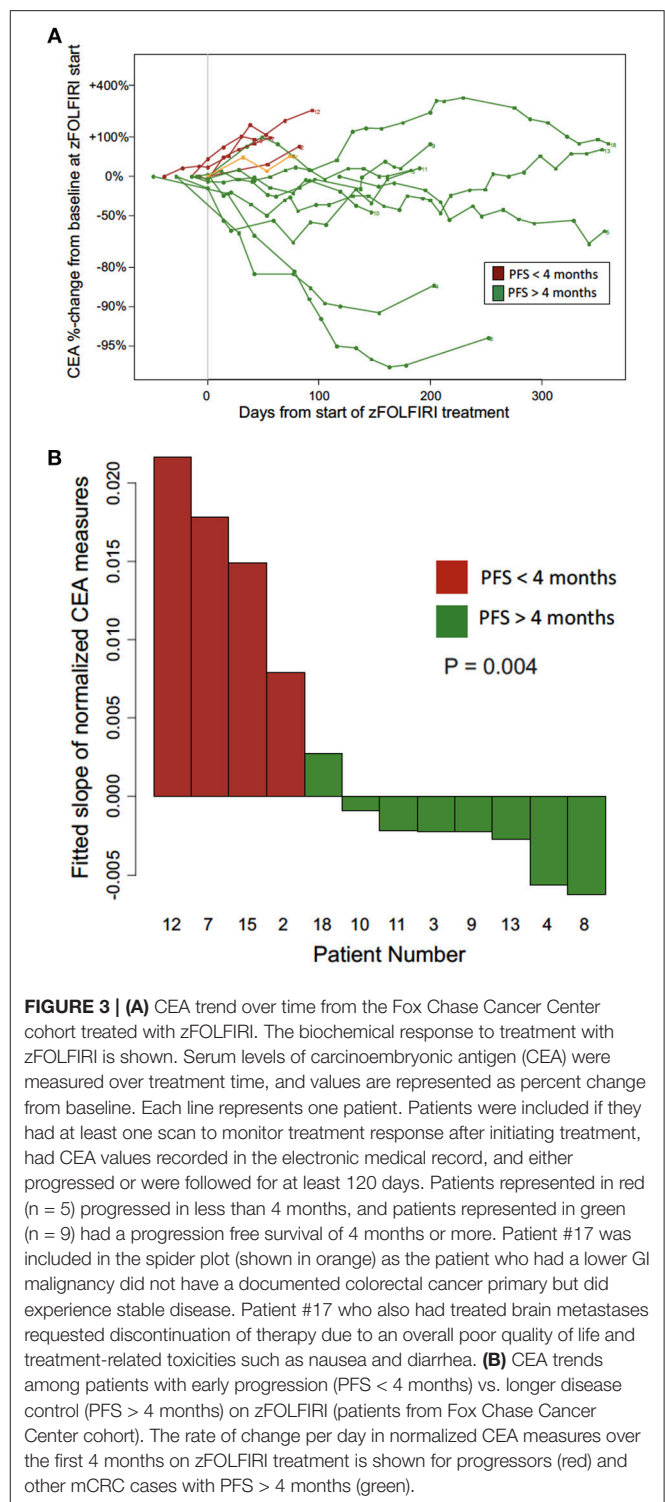 A
CEA %-change from baseline at zFOLFIRI start
+400%
+100%
0%
-50%
-80%
-90%
-95%
12
2
9
11
10
18
13
PFS < 4 months
PFS > 4 months
0
100
200
300
Days from start of zFOLFIRI treatment
B
Fitted slope of normalized CEA measures
0.020
0.015
0.010
0.005
0.000
-0.005
PFS < 4 months
PFS > 4 months
P = 0.004
12 7 15 2 18 10 11 3 9 13 4 8
Patient Number
FIGURE 3 | (A) CEA trend over time from the Fox Chase Cancer Center
cohort treated with zFOLFIRI. The biochemical response to treatment with
zFOLFIRI is shown. Serum levels of carcinoembryonic antigen (CEA) were
measured over treatment time, and values are represented as percent change
from baseline. Each line represents one patient. Patients were included if they
had at least one scan to monitor treatment response after initiating treatment,
had CEA values recorded in the electronic medical record, and either
progressed or were followed for at least 120 days. Patients represented in red
(n = 5) progressed in less than 4 months, and patients represented in green
(n = 9) had a progression free survival of 4 months or more. Patient #17 was
included in the spider plot (shown in orange) as the patient who had a lower GI
malignancy did not have a documented colorectal cancer primary but did
experience stable disease. Patient #17 who also had treated brain metastases
requested discontinuation of therapy due to an overall poor quality of life and
treatment-related toxicities such as nausea and diarrhea. (B) CEA trends
among patients with early progression (PFS < 4 months) vs. longer disease
control (PFS > 4 months) on zFOLFIRI (patients from Fox Chase Cancer
Center cohort). The rate of change per day in normalized CEA measures over
the first 4 months on zFOLFIRI treatment is shown for progressors (red) and
other mCRC cases with PFS > 4 months (green).